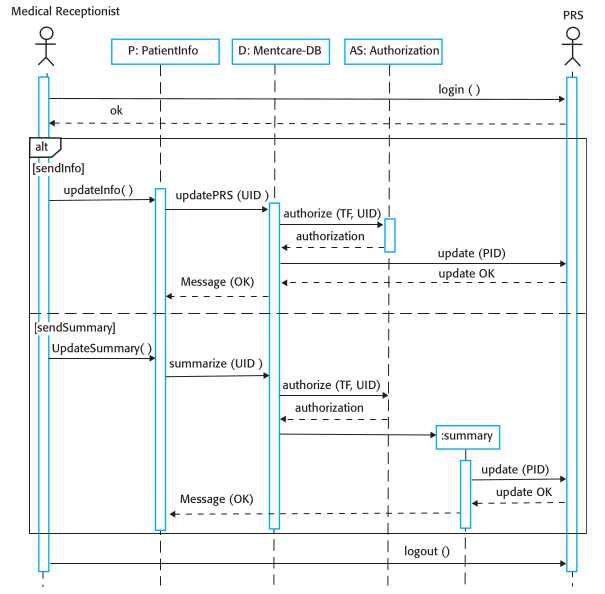 Medical Receptionist
PRS
P: PatientInfo
D: Mentcare-DB
AS: Authorization
login ( )
ok
alt
[sendInfo]
updateInfo( )
updatePRS (UID )
authorize (TF, UID)
authorization
update (PID)
update OK
Message (OK)
[sendSummary]
UpdateSummary( )
summarize (UID )
authorize (TF, UID)
authorization
:summary
update (PID)
update OK
Message (OK)
logout ()